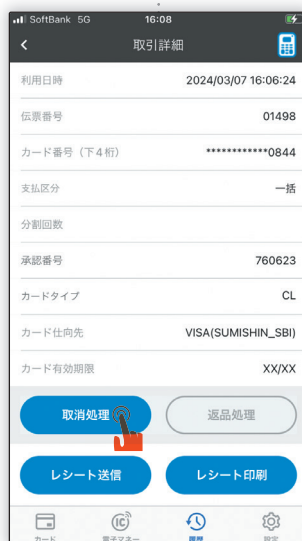 SoftBank 5G 16:08
取引詳細
利用日時 2024/03/07 16:06:24
伝票番号 01498
カード番号（下4桁） ************0844
支払区分 一括
分割回数
承認番号 760623
カードタイプ CL
カード仕向先 VISA(SUMISHIN_SBI)
カード有効期限 XX/XX
取消処理 返品処理
レシート送信 レシート印刷
カード 電子マネー 履歴 設定